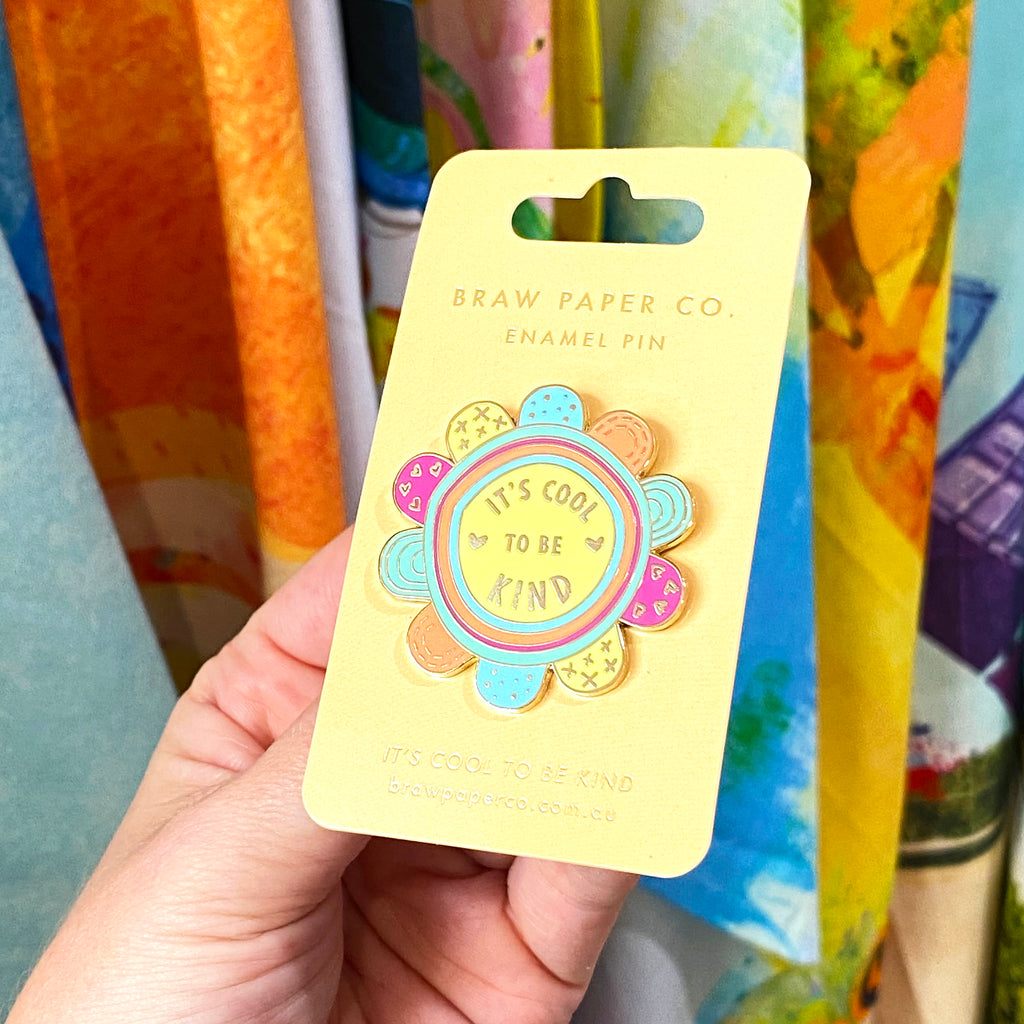 BRAW PAPER CO.
ENAMEL PIN
IT'S COOL
TO BE
KIND
IT'S COOL TO BE KIND
brawpaperco.com.au